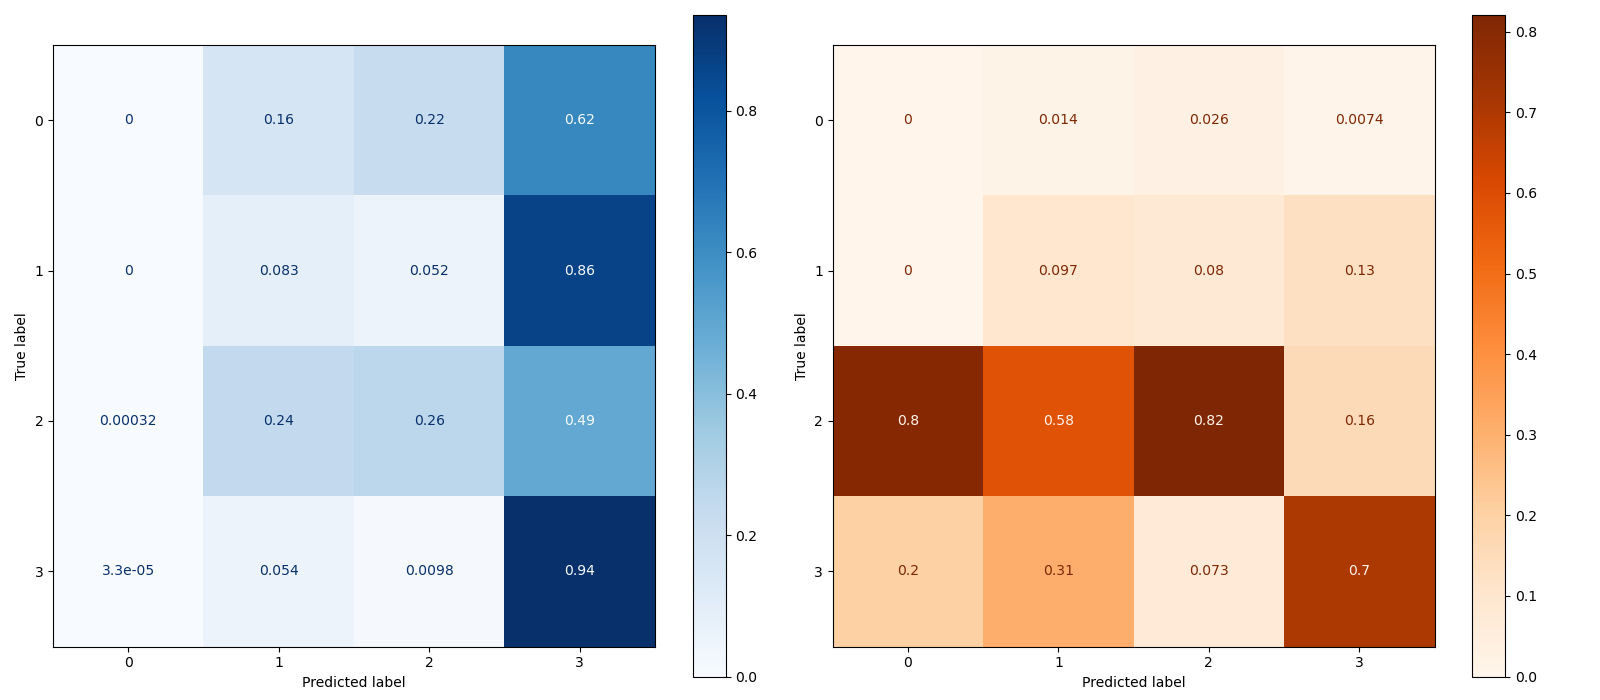 0 0 0.16 0.22 0.62
1 0 0.083 0.052 0.86
2 0.00032 0.24 0.26 0.49
3 3.3e-05 0.054 0.0098 0.94
0 1 2 3
Predicted label
True label
0.8
0.6
0.4
0.2
0.0
0 0 0.014 0.026 0.0074
1 0 0.097 0.08 0.13
2 0.8 0.58 0.82 0.16
3 0.2 0.31 0.073 0.7
0 1 2 3
Predicted label
True label
0.8
0.7
0.6
0.5
0.4
0.3
0.2
0.1
0.0